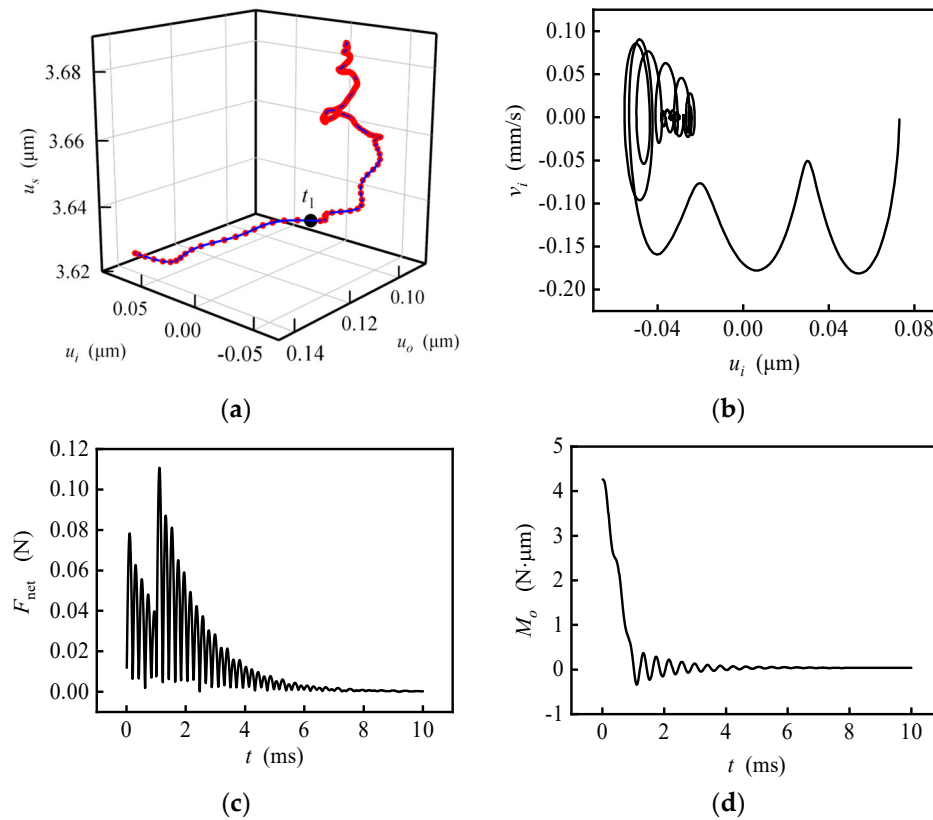 3.68
3.66
3.64
3.62
u_s (μm)
t_1
0.05
0.00
-0.05
u_i (μm)
0.14
0.12
0.10
u_o (μm)
(a)
0.10
0.05
0.00
-0.05
-0.10
-0.15
-0.20
v_i (mm/s)
-0.04 0.00 0.04 0.08
u_i (μm)
(b)
0.12
0.10
0.08
0.06
0.04
0.02
0.00
F_net (N)
0 2 4 6 8 10
t (ms)
(c)
5
4
3
2
1
0
-1
M_o (N·μm)
0 2 4 6 8 10
t (ms)
(d)